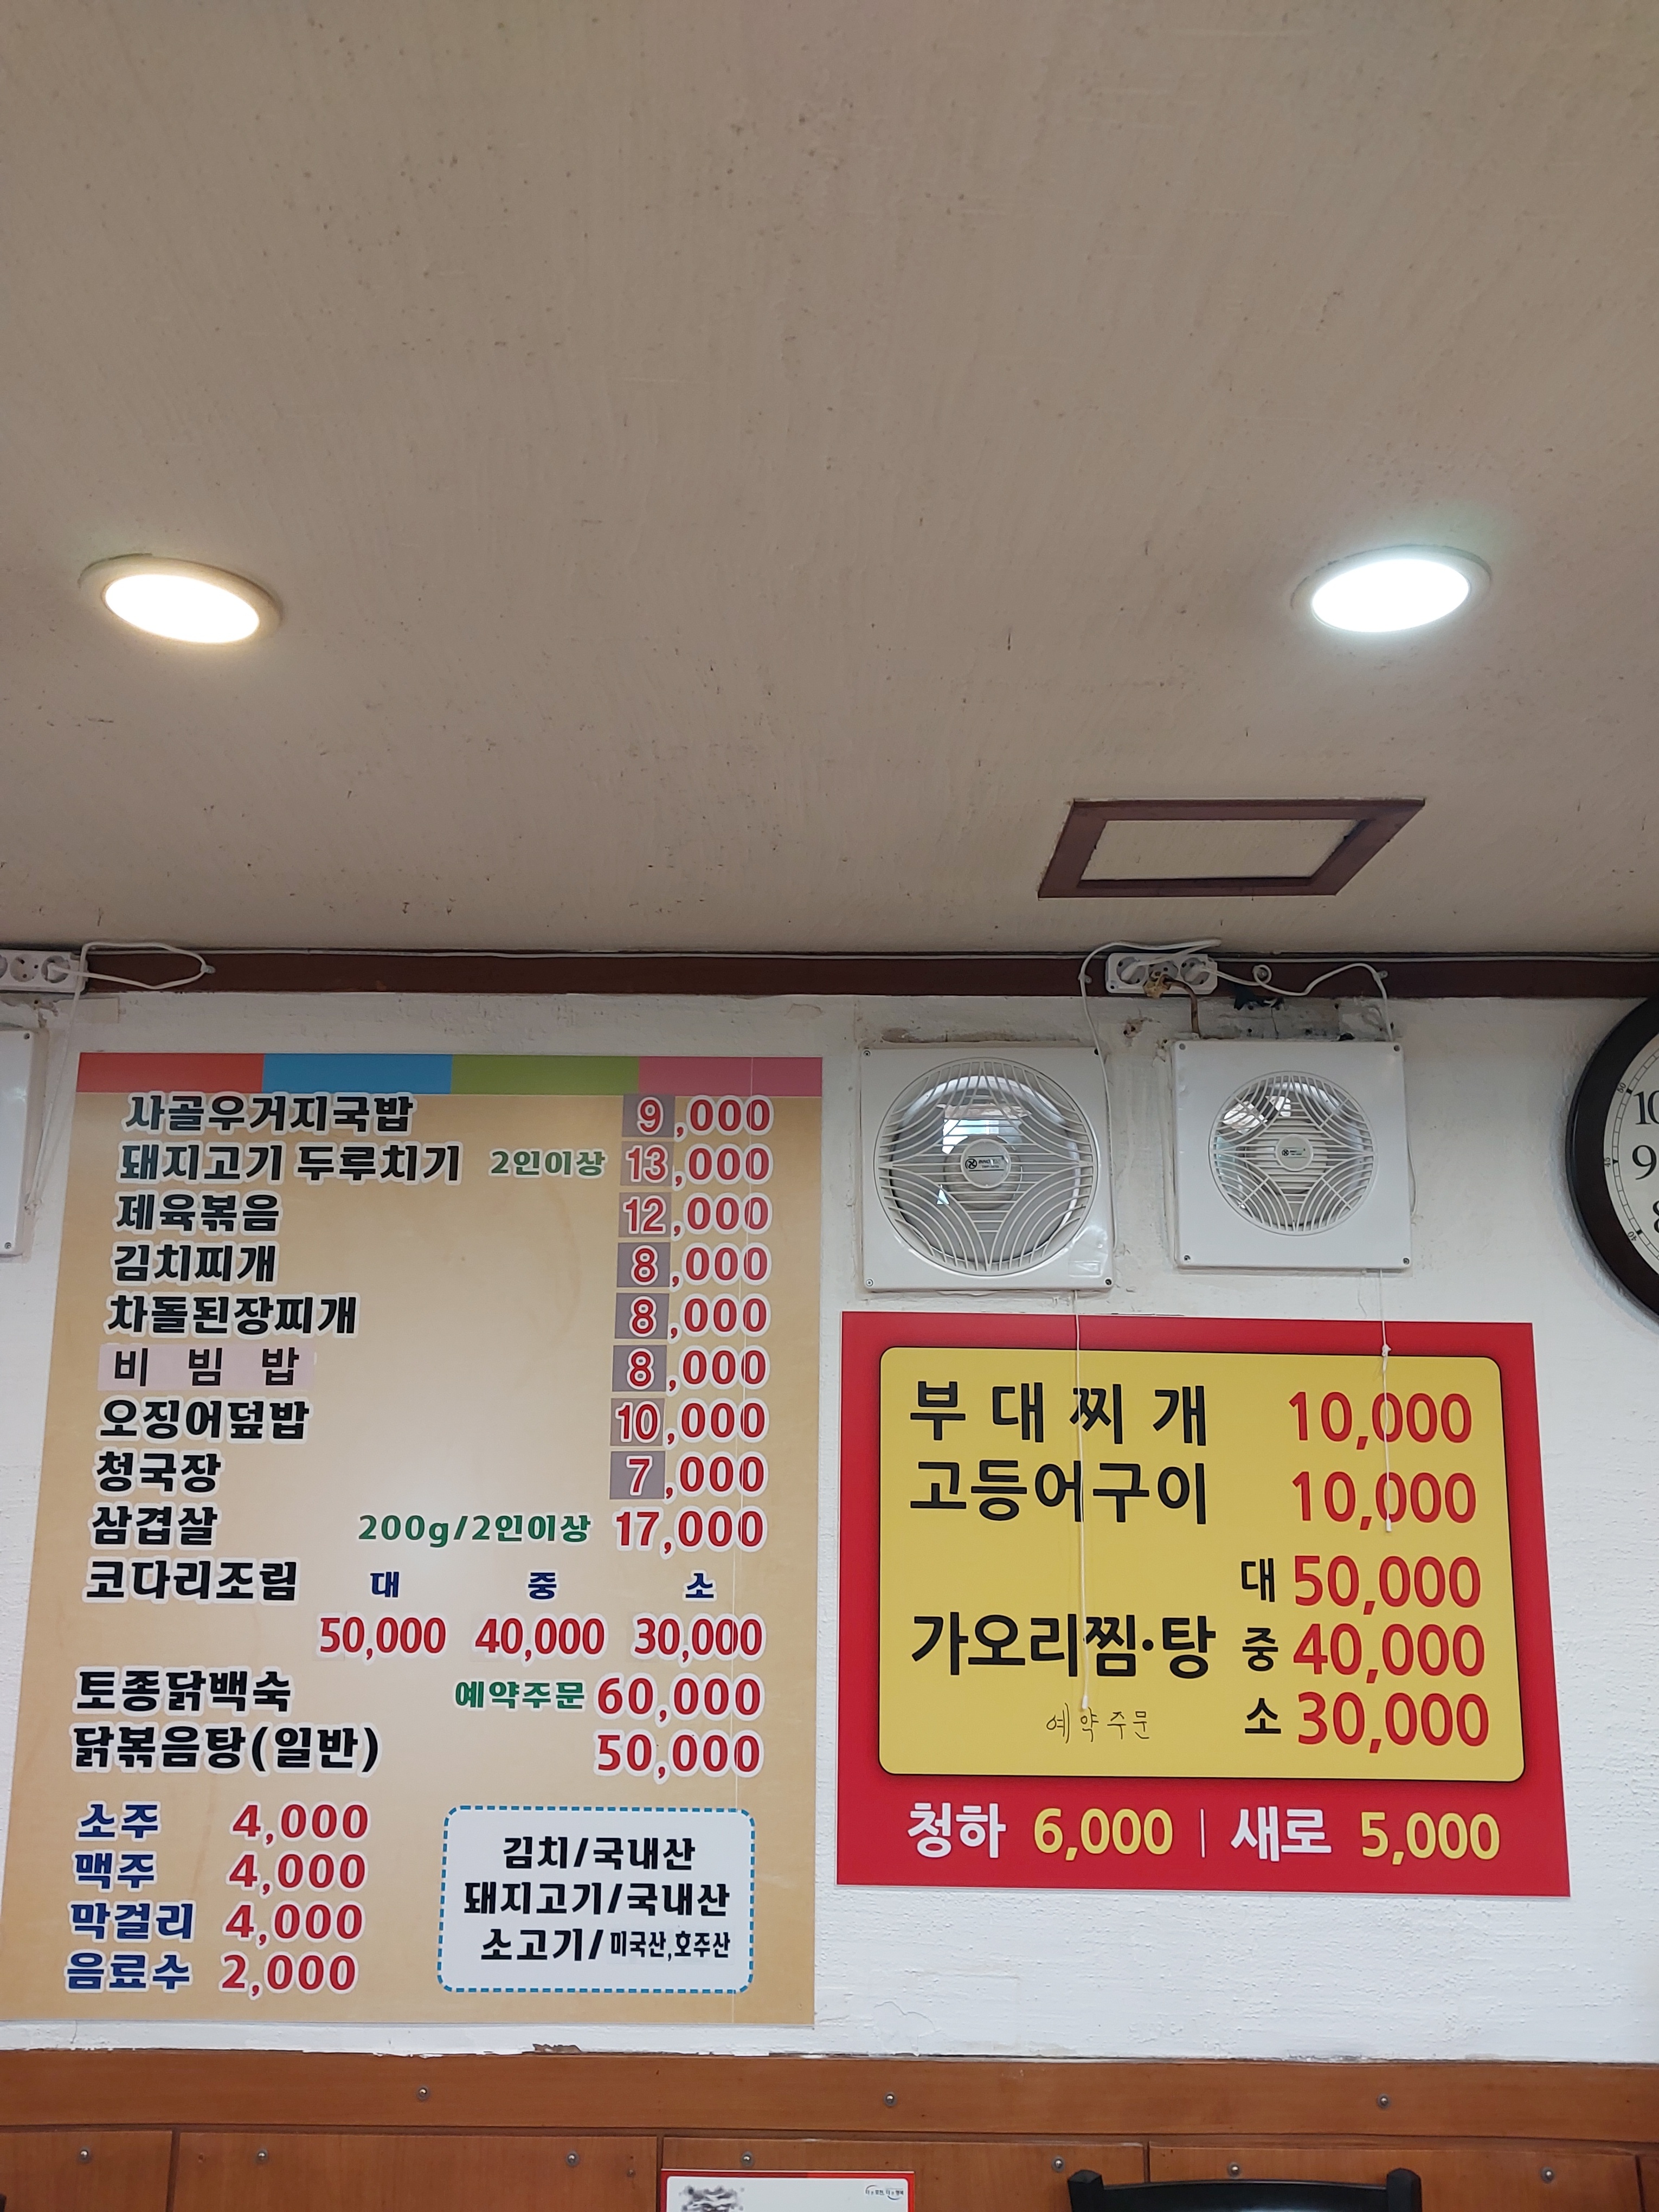 사골우거지국밥 9,000
돼지고기 두루치기 2인이상 13,000
제육볶음 12,000
김치찌개 8,000
차돌된장찌개 8,000
비 빔 밥 8,000
오징어덮밥 10,000
청국장 7,000
삼겹살 200g/2인이상 17,000
코다리조림 대 중 소
50,000 40,000 30,000
토종닭백숙 예약주문 60,000
닭볶음탕(일반) 50,000
소주 4,000
맥주 4,000
막걸리 4,000
음료수 2,000
김치/국내산
돼지고기/국내산
소고기/미국산,호주산
부 대 찌 개 10,000
고등어구이 10,000
대 50,000
가오리찜·탕 중 40,000
예약주문 소 30,000
청하 6,000 | 새로 5,000
10
9
8